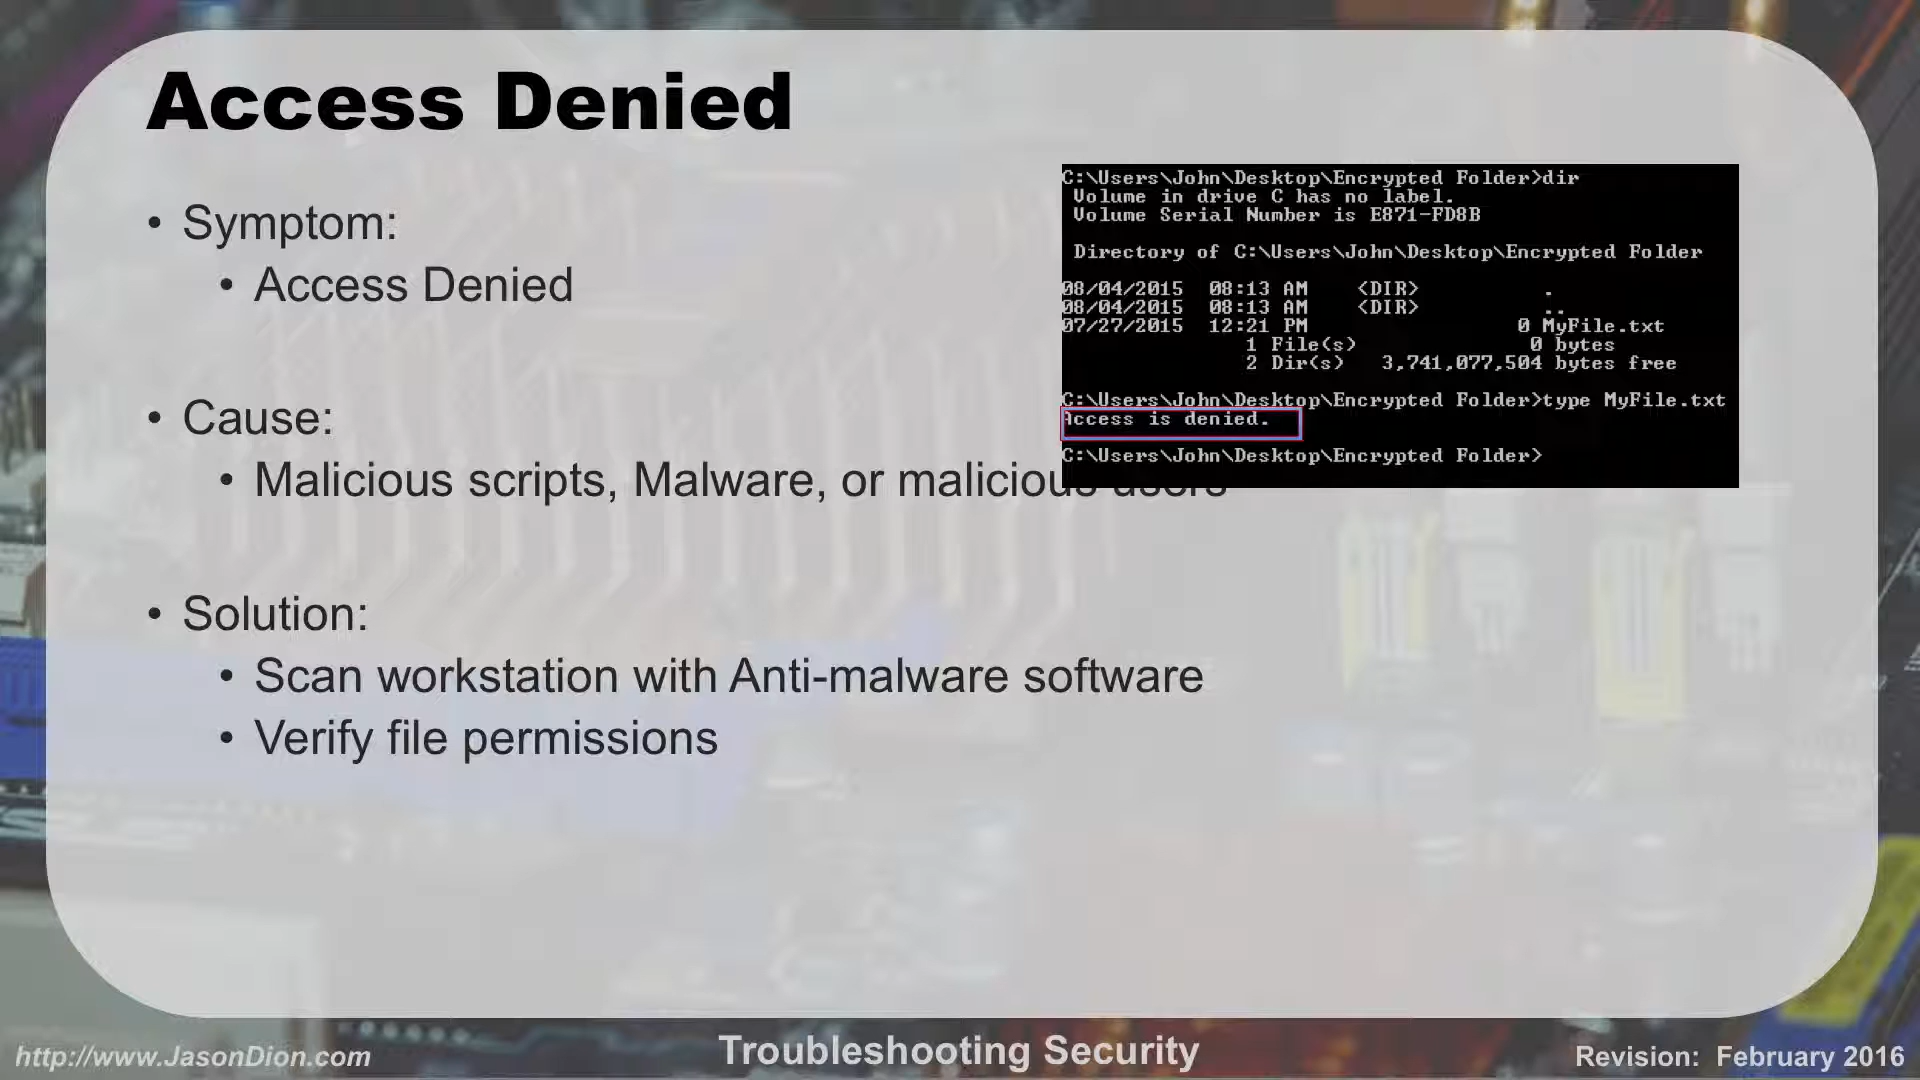 Access Denied
• Symptom:
• Access Denied
• Cause:
• Malicious scripts, Malware, or malicious users
• Solution:
• Scan workstation with Anti-malware software
• Verify file permissions
C:\Users\John\Desktop\Encrypted Folder>dir
Volume in drive C has no label.
Volume Serial Number is E871-FD8B
Directory of C:\Users\John\Desktop\Encrypted Folder
08/04/2015 08:13 AM <DIR> .
08/04/2015 08:13 AM <DIR> ..
07/27/2015 12:21 PM 0 MyFile.txt
1 File(s) 0 bytes
2 Dir(s) 3,741,077,504 bytes free
C:\Users\John\Desktop\Encrypted Folder>type MyFile.txt
Access is denied.
C:\Users\John\Desktop\Encrypted Folder>
http://www.JasonDion.com
Troubleshooting Security
Revision: February 2016